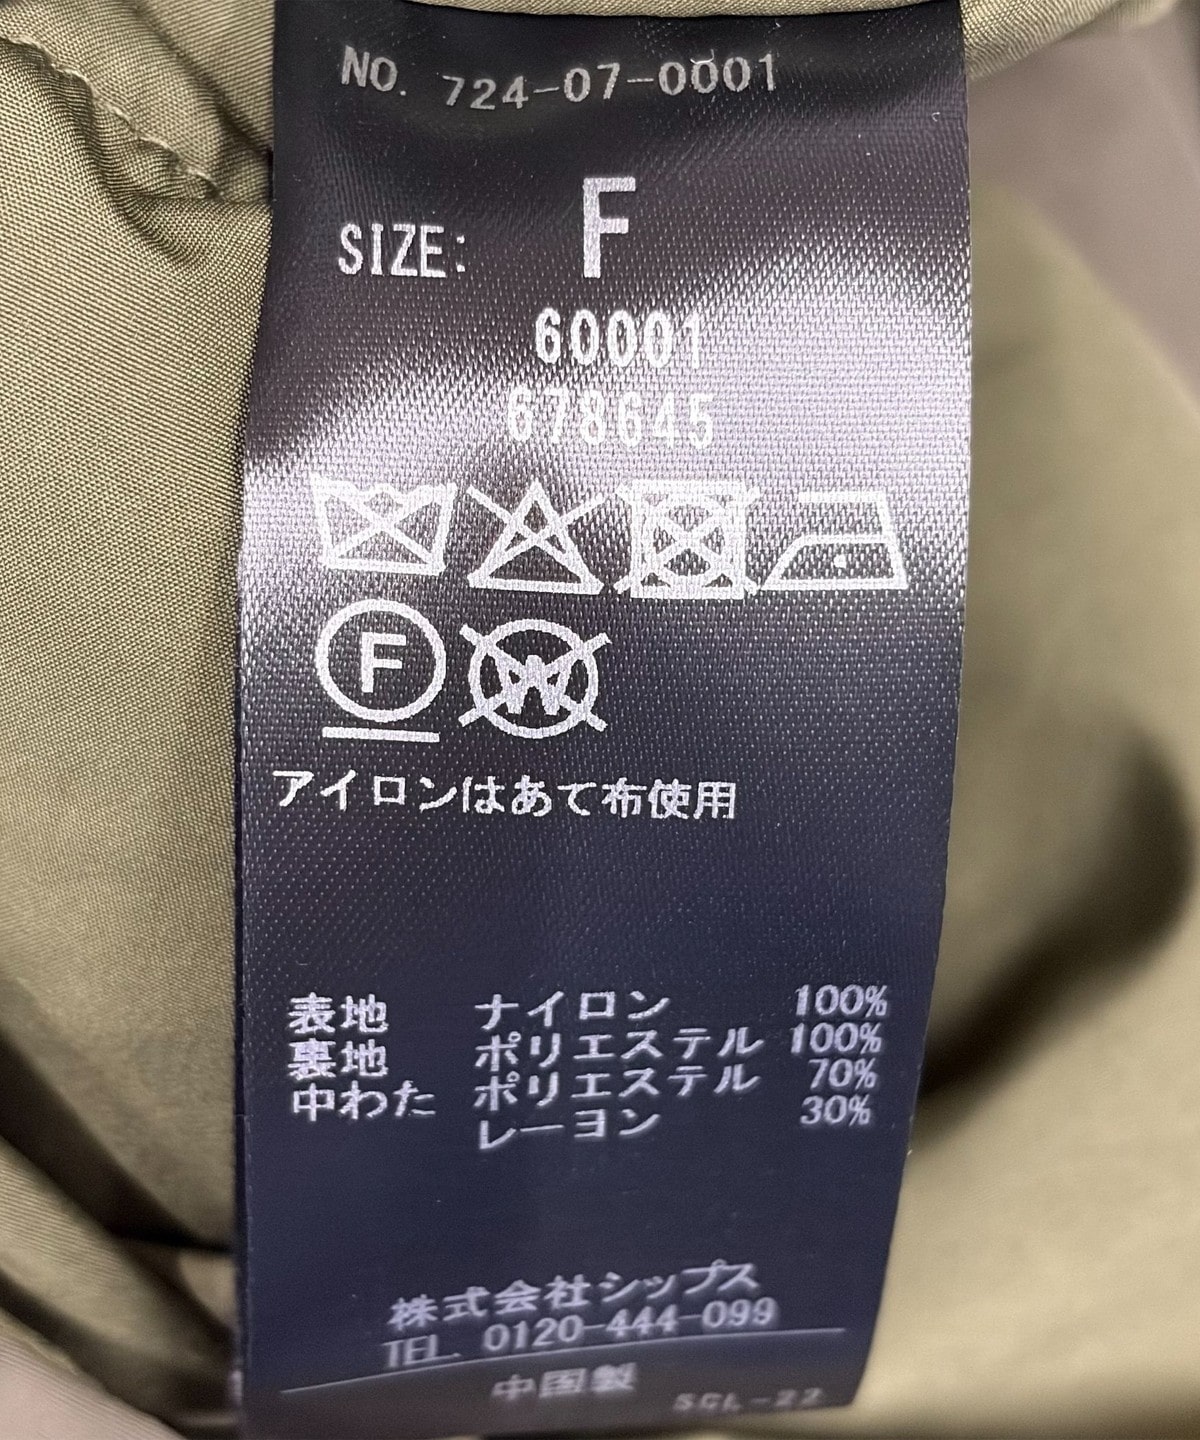 NO. 724-07-0001
SIZE: F
60001
678645
F W
アイロンはあて布使用
表地 ナイロン 100%
裏地 ポリエステル 100%
中わた ポリエステル 70%
レーヨン 30%
株式会社シップス
TEL. 0120-444-099
中国製
SCL-22